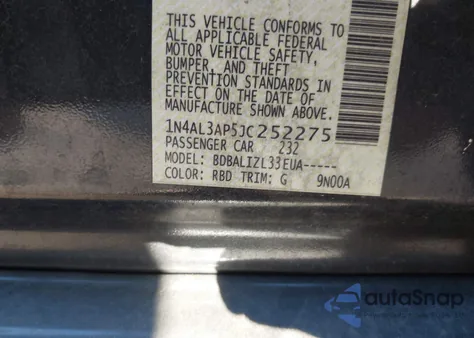 THIS VEHICLE CONFORMS TO
ALL APPLICABLE FEDERAL
MOTOR VEHICLE SAFETY,
BUMPER, AND THEFT
PREVENTION STANDARDS IN
EFFECT ON THE DATE OF
MANUFACTURE SHOWN ABOVE.
1N4AL3AP5JC252275
PASSENGER CAR 232
MODEL: BDBALIZL33EUA-----
COLOR: RBD TRIM: G 9N00A
autoSnap